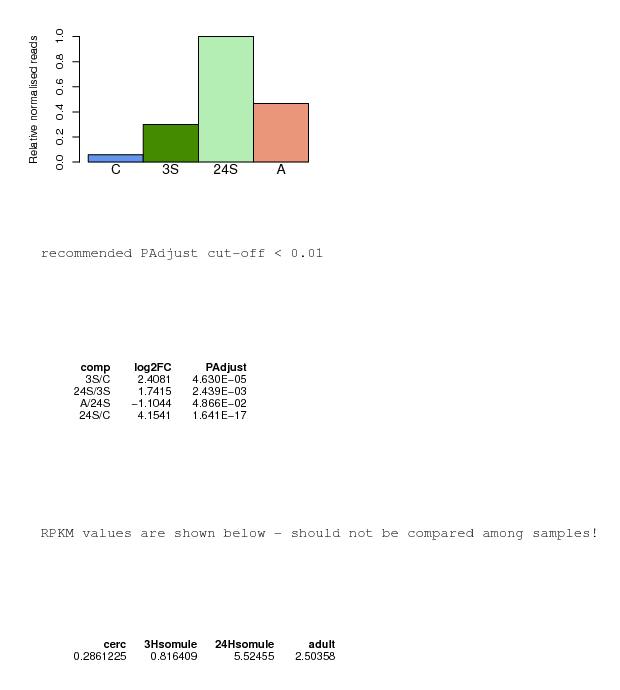 Relative normalised reads
1.0
0.8
0.6
0.4
0.2
0.0
C 3S 24S A
recommended PAdjust cut-off < 0.01
comp log2FC PAdjust
3S/C 2.4081 4.630E-05
24S/3S 1.7415 2.439E-03
A/24S -1.1044 4.866E-02
24S/C 4.1541 1.641E-17
RPKM values are shown below - should not be compared among samples!
cerc 3Hsomule 24Hsomule adult
0.2861225 0.816409 5.52455 2.50358